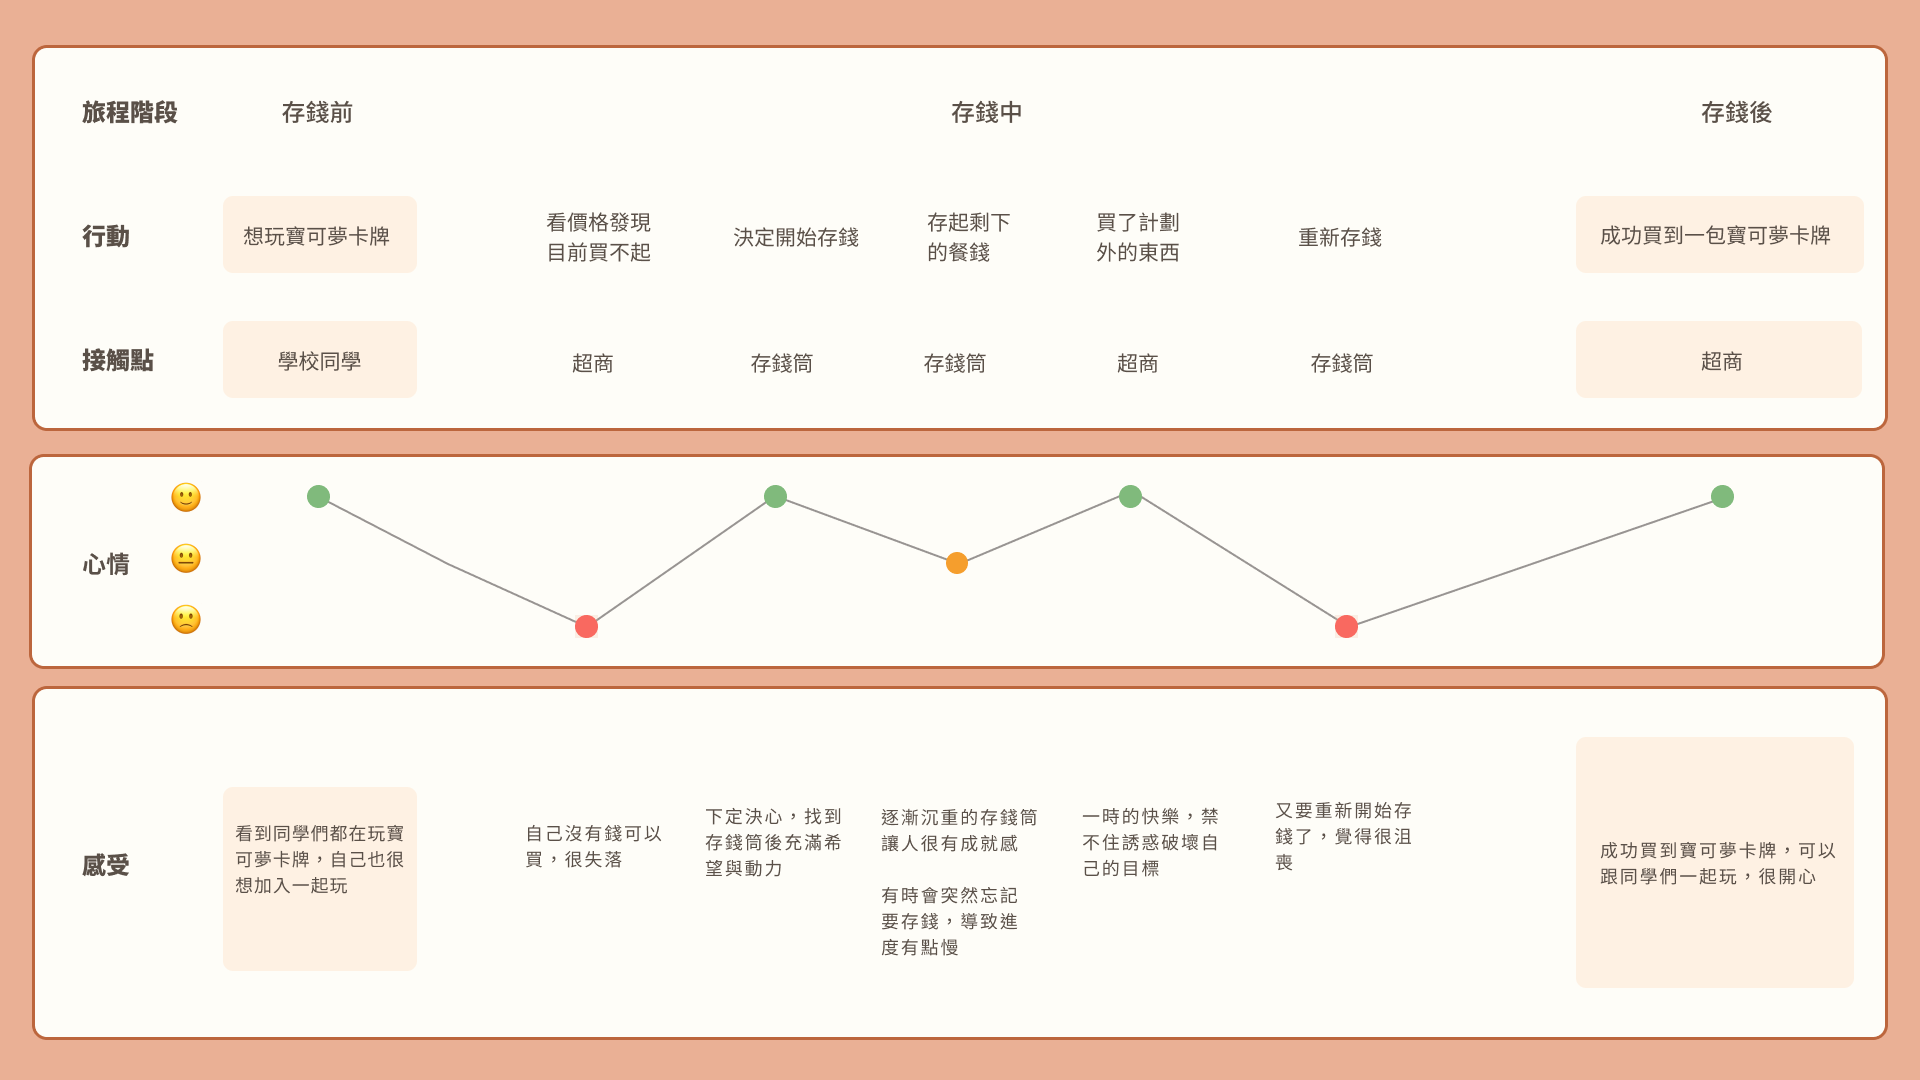 旅程階段
存錢前
存錢中
存錢後
行動
想玩寶可夢卡牌
看價格發現
目前買不起
決定開始存錢
存起剩下
的餐錢
買了計劃
外的東西
重新存錢
成功買到一包寶可夢卡牌
接觸點
學校同學
超商
存錢筒
存錢筒
超商
存錢筒
超商
心情
感受
看到同學們都在玩寶
可夢卡牌，自己也很
想加入一起玩
自己沒有錢可以
買，很失落
下定決心，找到
存錢筒後充滿希
望與動力
逐漸沉重的存錢筒
讓人很有成就感
有時會突然忘記
要存錢，導致進
度有點慢
一時的快樂，禁
不住誘惑破壞自
己的目標
又要重新開始存
錢了，覺得很沮
喪
成功買到寶可夢卡牌，可以
跟同學們一起玩，很開心